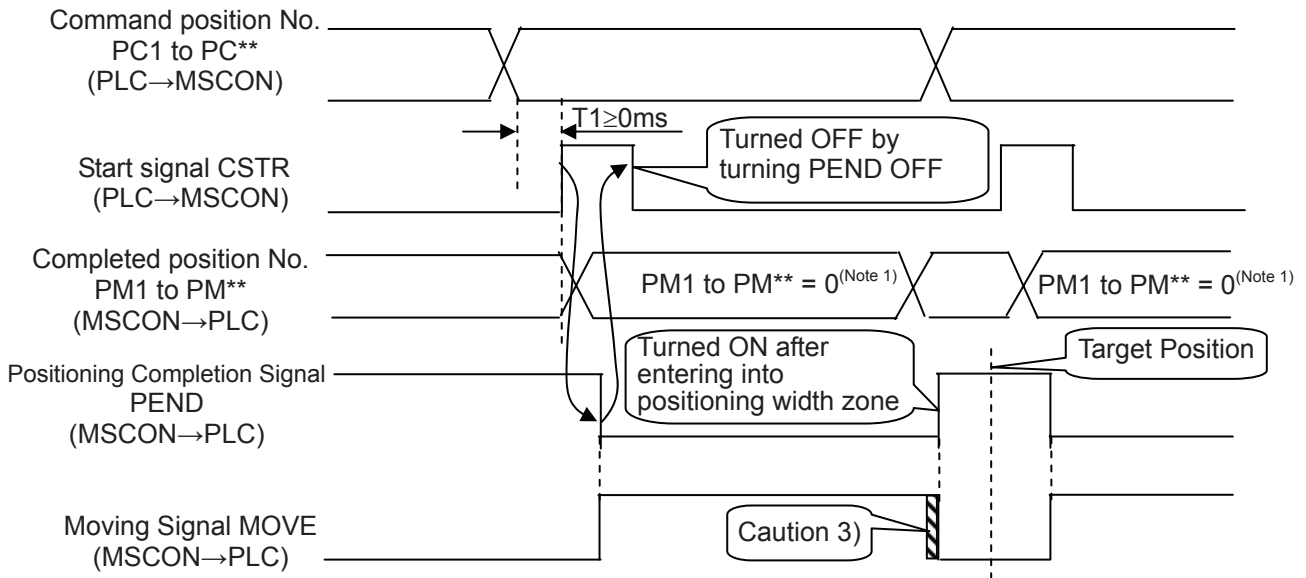 Command position No.
PC1 to PC**
(PLC→MSCON)
T1≥0ms
Turned OFF by
turning PEND OFF
Start signal CSTR
(PLC→MSCON)
Completed position No.
PM1 to PM**
(MSCON→PLC)
PM1 to PM** = 0(Note 1)
PM1 to PM** = 0(Note 1)
Turned ON after
entering into
positioning width zone
Target Position
Positioning Completion Signal
PEND
(MSCON→PLC)
Moving Signal MOVE
(MSCON→PLC)
Caution 3)